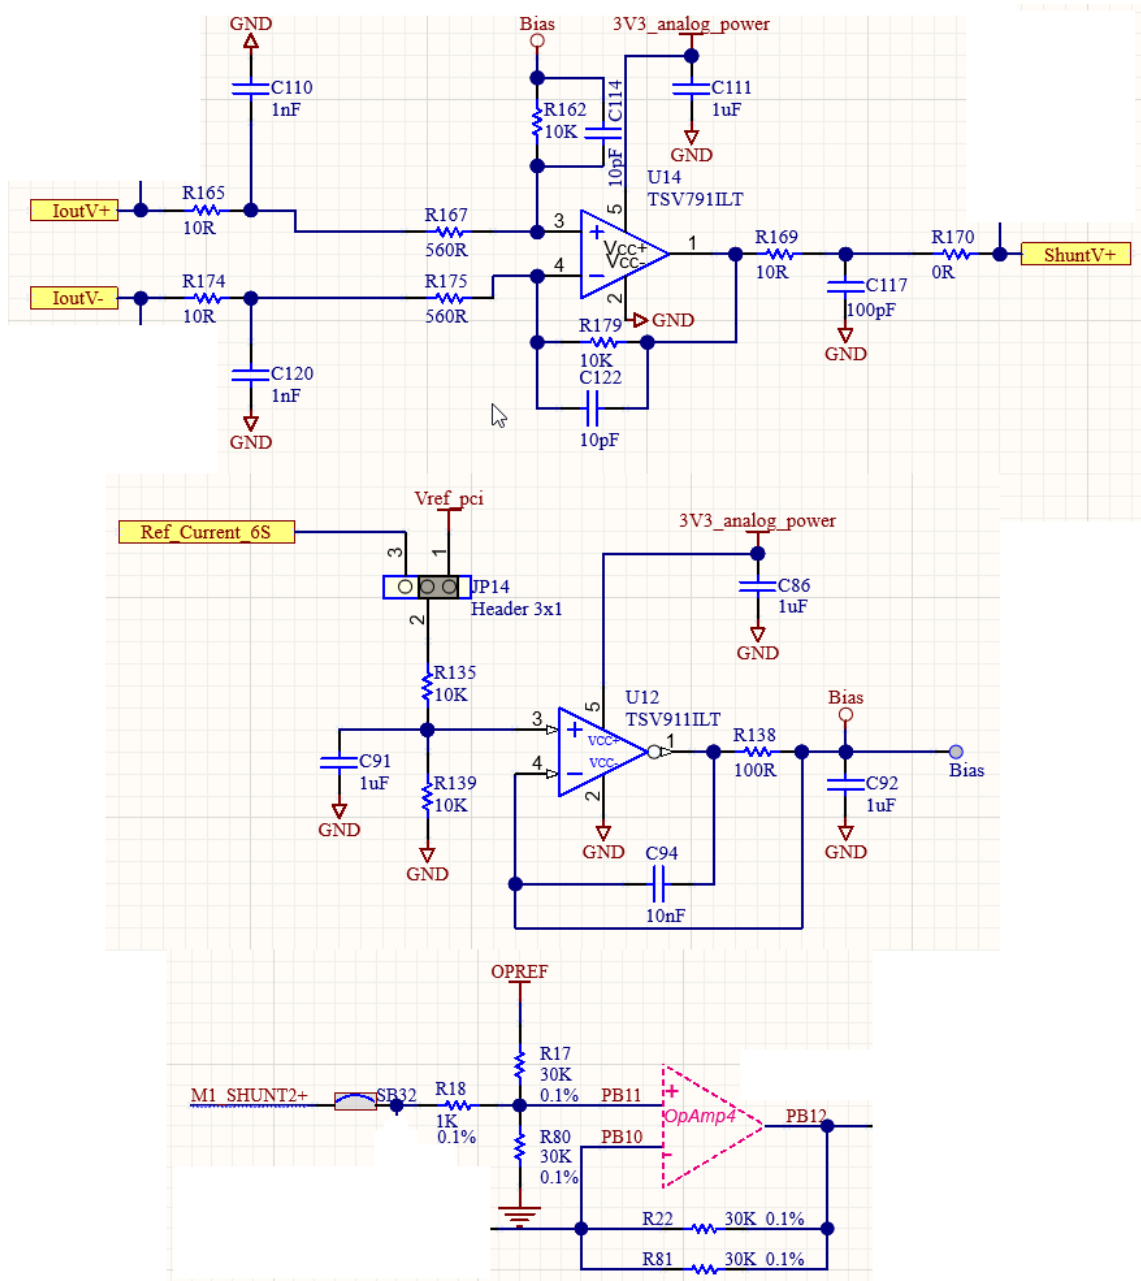 GND
Bias
3V3_analog_power
C110
1nF
R162
10K
C114
10pF
C111
1uF
GND
U14
TSV791ILT
IoutV+
R165
10R
R167
560R
3
+
5
Vcc+
Vcc-
1
R169
10R
R170
0R
ShuntV+
IoutV-
R174
10R
R175
560R
4
−
2
GND
C117
100pF
GND
R179
10K
C122
10pF
C120
1nF
GND
Vref_pci
Ref_Current_6S
3
1
JP14
Header 3x1
2
3V3_analog_power
C86
1uF
GND
R135
10K
U12
TSV911ILT
Bias
3
+
5
VCC+
VCC-
1
R138
100R
Bias
C91
1uF
GND
R139
10K
GND
4
−
2
GND
C92
1uF
GND
C94
10nF
OPREF
R17
30K
0.1%
M1_SHUNT2+
SB32
R18
1K
0.1%
PB11
+
OpAmp4
PB12
R80
30K
0.1%
PB10
-
R22
30K 0.1%
R81
30K 0.1%